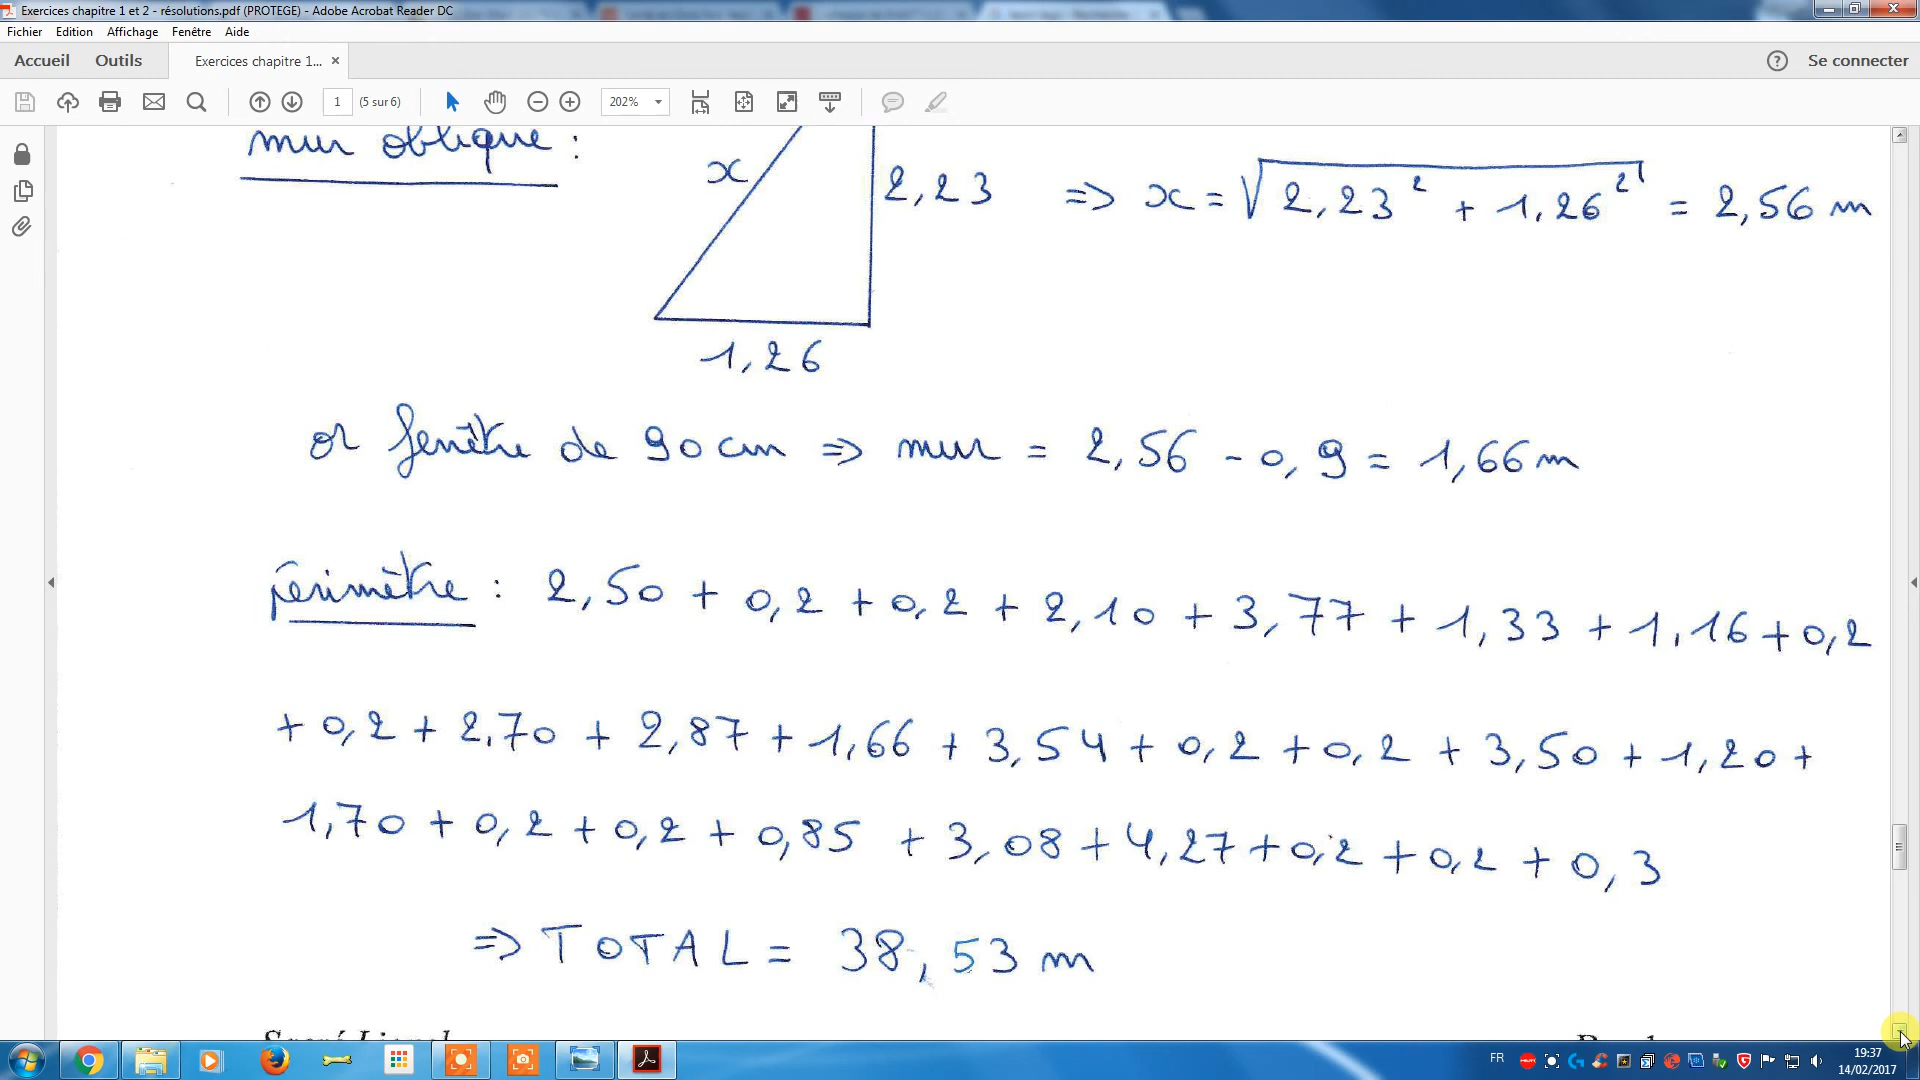 Exercices chapitre 1 et 2 - résolutions.pdf (PROTEGE) - Adobe Acrobat Reader DC
Fichier Edition Affichage Fenêtre Aide
Accueil Outils Exercices chapitre 1... × ? Se connecter
1 (5 sur 6) 202%
mur oblique :
x 2,23 => x = √2,23² + 1,26² = 2,56 m
1,26
or fenêtre de 90 cm => mur = 2,56 - 0,9 = 1,66 m
périmètre : 2,50 + 0,2 + 0,2 + 2,10 + 3,77 + 1,33 + 1,16 + 0,2
+ 0,2 + 2,70 + 2,87 + 1,66 + 3,54 + 0,2 + 0,2 + 3,50 + 1,20 +
1,70 + 0,2 + 0,2 + 0,85 + 3,08 + 4,27 + 0,2 + 0,2 + 0,3
=> TOTAL = 38,53 m
FR 19:37
14/02/2017